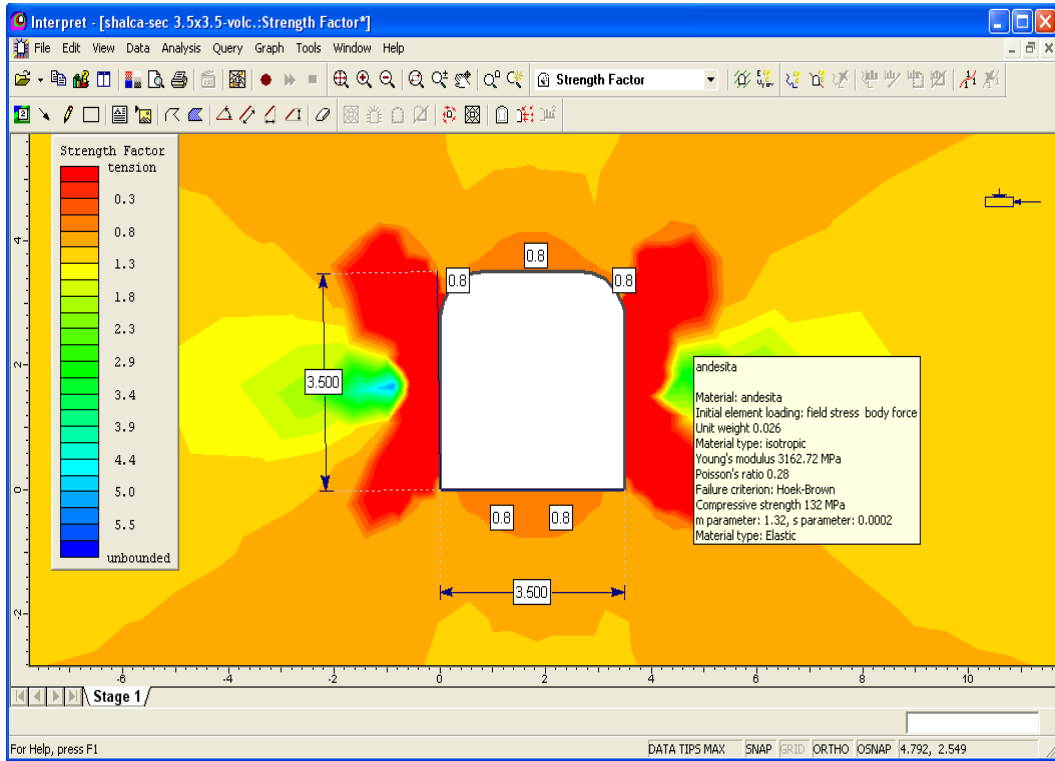 Interpret - [shalca-sec 3.5x3.5-volc.:Strength Factor*]
File Edit View Data Analysis Query Graph Tools Window Help
Strength Factor
Strength Factor
tension
0.3
0.8
1.3
1.8
2.3
2.9
3.4
3.9
4.4
5.0
5.5
unbounded
4
2
0
-2
0.8
0.8
0.8
3.500
0.8
0.8
3.500
andesita
Material: andesita
Initial element loading: field stress body force
Unit weight 0.026
Material type: isotropic
Young's modulus 3162.72 MPa
Poisson's ratio 0.28
Failure criterion: Hoek-Brown
Compressive strength 132 MPa
m parameter: 1.32, s parameter: 0.0002
Material type: Elastic
-6 -4 -2 0 2 4 6 8 10
Stage 1
For Help, press F1
DATA TIPS MAX SNAP GRID ORTHO OSNAP 4.792, 2.549